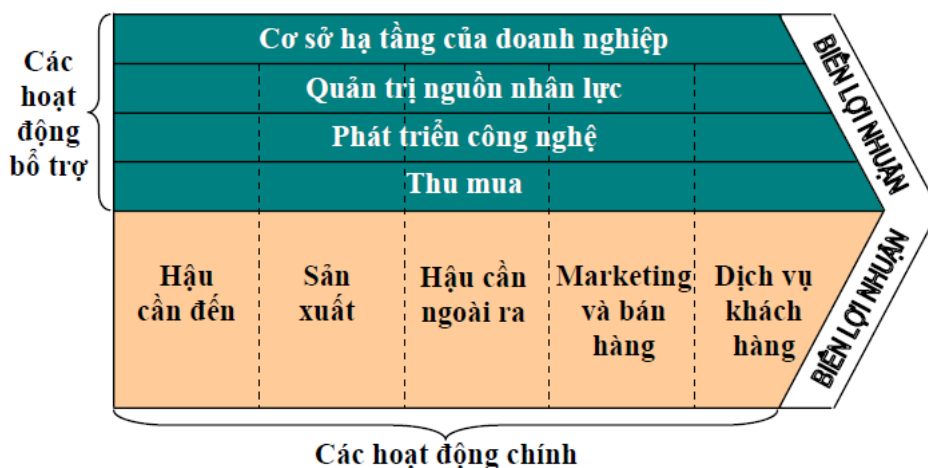 Các
hoạt
động
bổ trợ
Cơ sở hạ tầng của doanh nghiệp
Quản trị nguồn nhân lực
Phát triển công nghệ
Thu mua
BIÊN LỢI NHUẬN
Hậu
cần đến
Sản
xuất
Hậu cần
ngoài ra
Marketing
và bán
hàng
Dịch vụ
khách
hàng
BIÊN LỢI NHUẬN
Các hoạt động chính